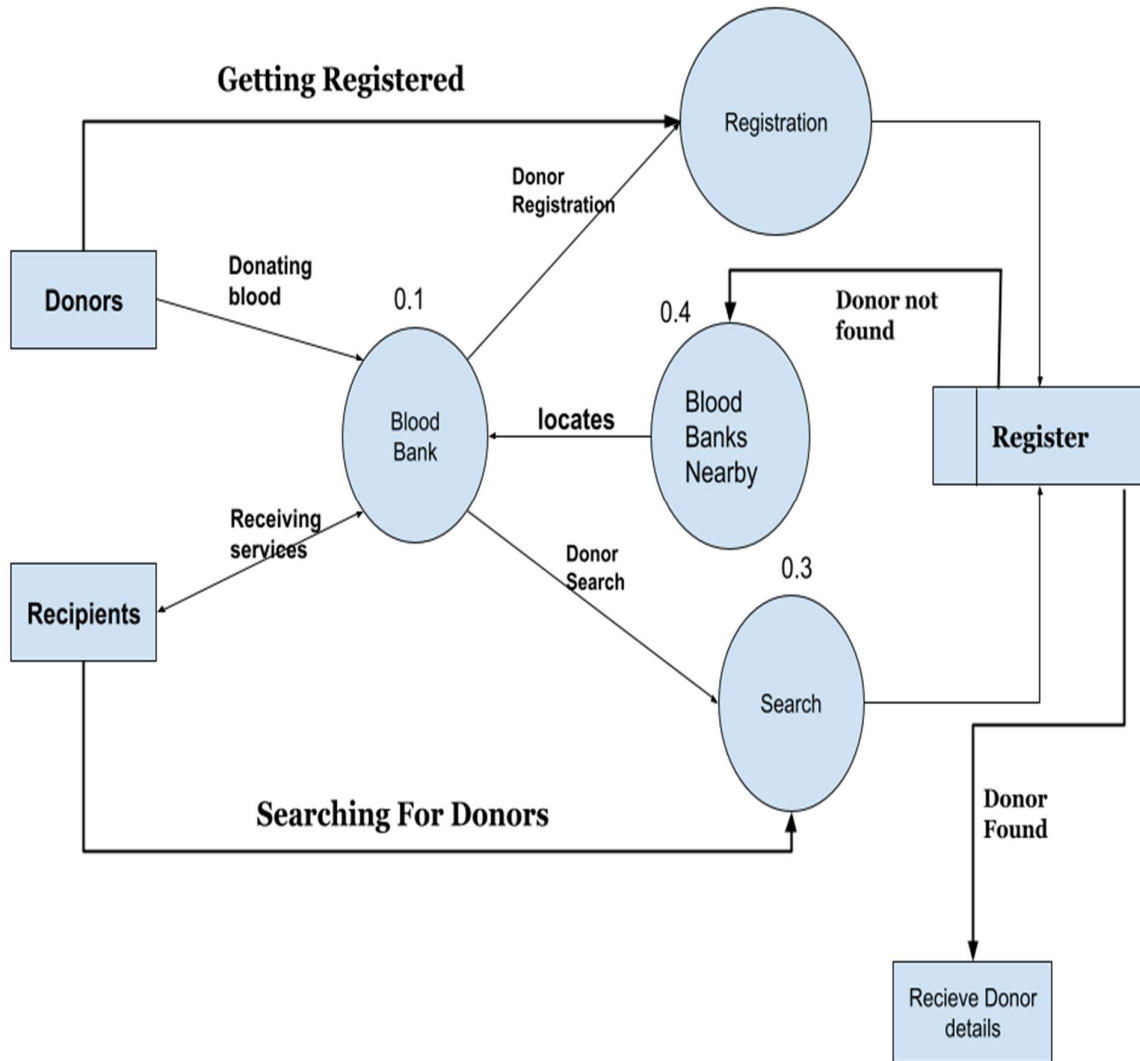 Getting Registered
Registration
Donor
Registration
Donating
blood
Donors
0.1
0.4
Donor not
found
Blood
Bank
locates
Blood
Banks
Nearby
Register
Receiving
services
Donor
Search
0.3
Recipients
Search
Searching For Donors
Donor
Found
Recieve Donor
details